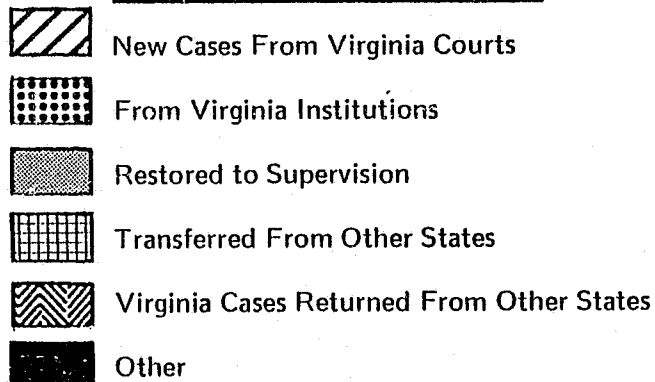 New Cases From Virginia Courts
From Virginia Institutions
Restored to Supervision
Transferred From Other States
Virginia Cases Returned From Other States
Other